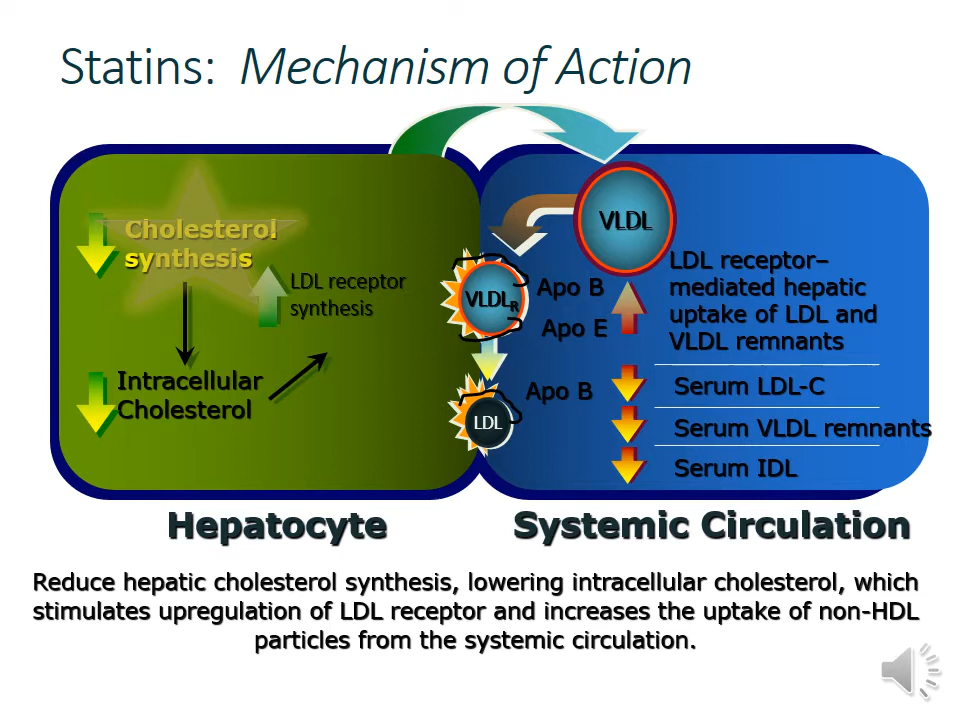 Statins: Mechanism of Action
Cholesterol
synthesis
LDL receptor
synthesis
Intracellular
Cholesterol
VLDL
VLDLR
Apo B
Apo E
LDL
Apo B
LDL receptor–
mediated hepatic
uptake of LDL and
VLDL remnants
Serum LDL-C
Serum VLDL remnants
Serum IDL
Hepatocyte
Systemic Circulation
Reduce hepatic cholesterol synthesis, lowering intracellular cholesterol, which
stimulates upregulation of LDL receptor and increases the uptake of non-HDL
particles from the systemic circulation.